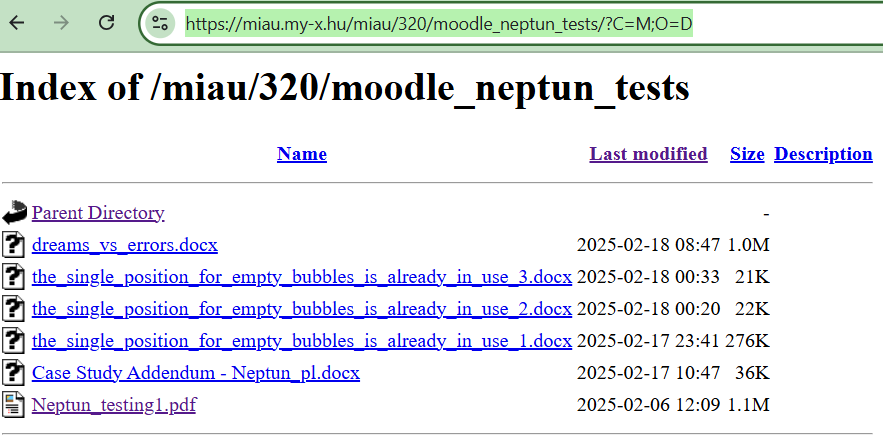 https://miau.my-x.hu/miau/320/moodle_neptun_tests/?C=M;O=D
Index of /miau/320/moodle_neptun_tests
Name Last modified Size Description
Parent Directory -
dreams_vs_errors.docx 2025-02-18 08:47 1.0M
the_single_position_for_empty_bubbles_is_already_in_use_3.docx 2025-02-18 00:33 21K
the_single_position_for_empty_bubbles_is_already_in_use_2.docx 2025-02-18 00:20 22K
the_single_position_for_empty_bubbles_is_already_in_use_1.docx 2025-02-17 23:41 276K
Case Study Addendum - Neptun_pl.docx 2025-02-17 10:47 36K
Neptun_testing1.pdf 2025-02-06 12:09 1.1M